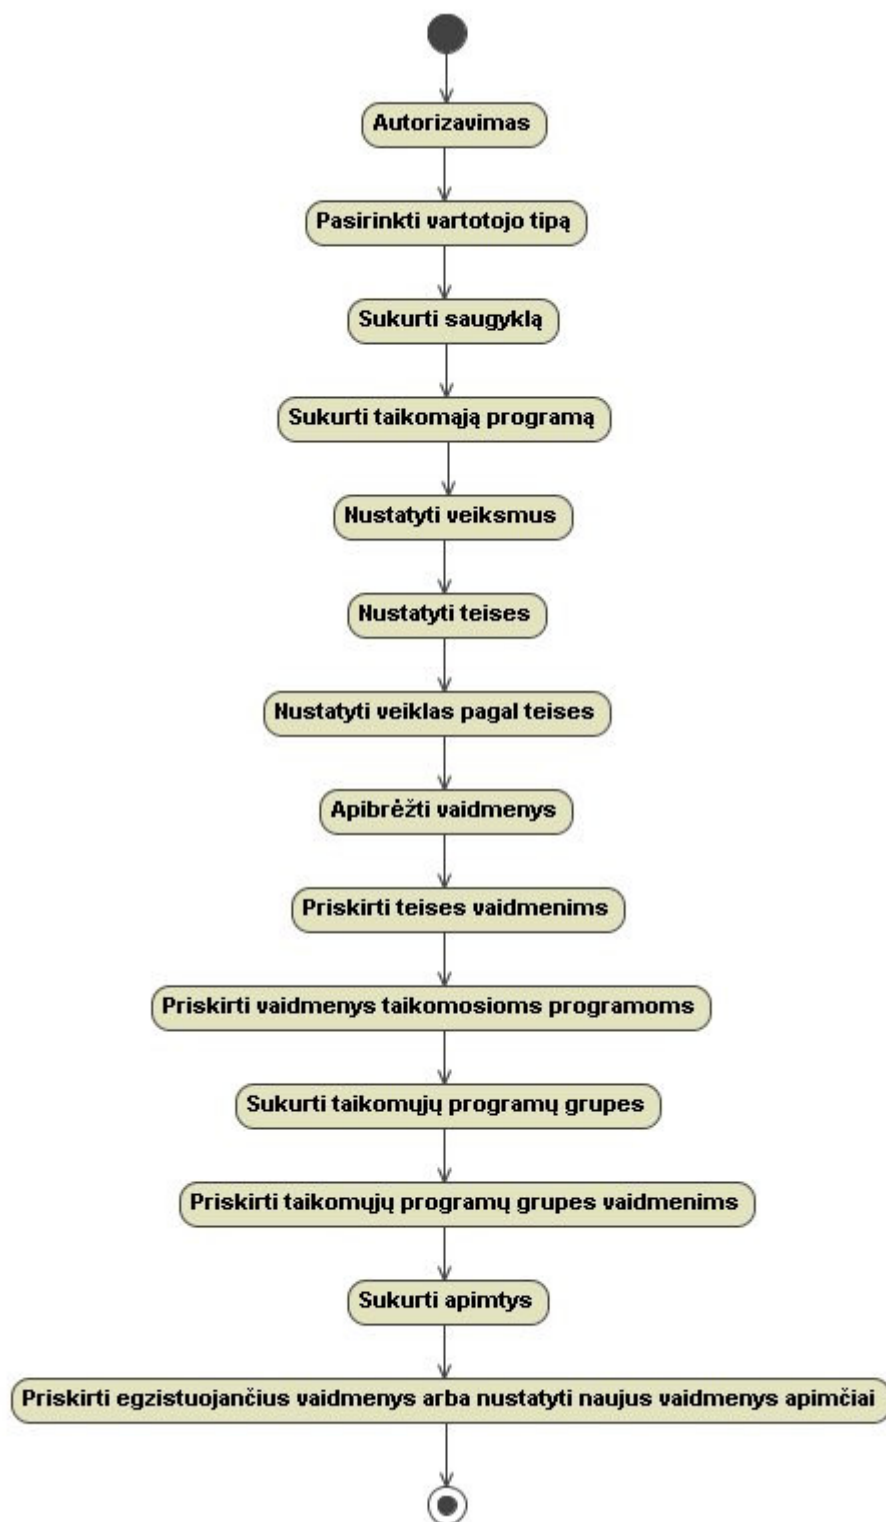 Autorizavimas
Pasirinkti vartotojo tipą
Sukurti saugyklą
Sukurti taikomąją programą
Nustatyti veiksmus
Nustatyti teises
Nustatyti veiklas pagal teises
Apibrėžti vaidmenys
Priskirti teises vaidmenims
Priskirti vaidmenys taikomosioms programoms
Sukurti taikomųjų programų grupes
Priskirti taikomųjų programų grupes vaidmenims
Sukurti apimtys
Priskirti egzistuojančius vaidmenys arba nustatyti naujus vaidmenys apimčiai